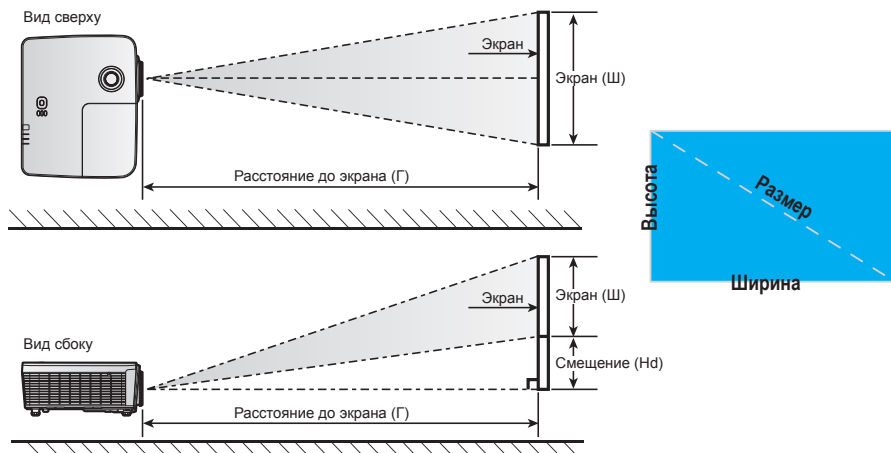 Вид сверху
Экран
Экран (Ш)
Расстояние до экрана (Г)
Высота
Размер
Ширина
Вид сбоку
Экран
Экран (Ш)
Смещение (Hd)
Расстояние до экрана (Г)